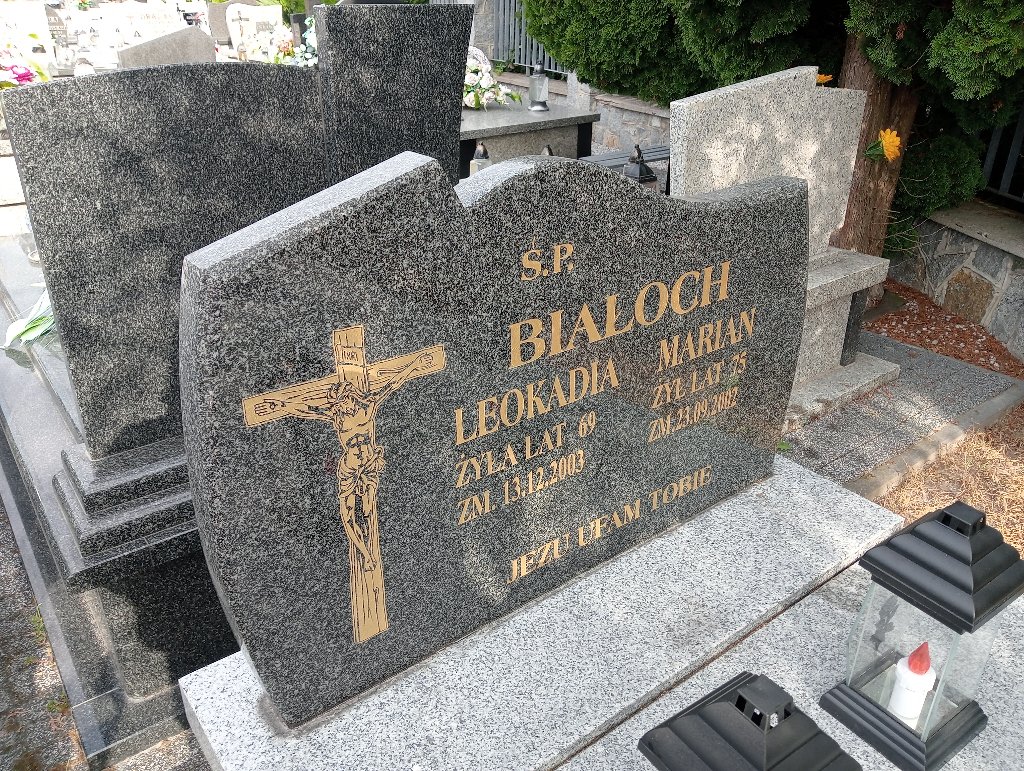 Ś.P.
BIAŁOCH
LEOKADIA MARIAN
ŻYŁA LAT 69 ŻYŁ LAT 75
ZM. 13.12.2003 ZM.23.09.2002
JEZU UFAM TOBIE